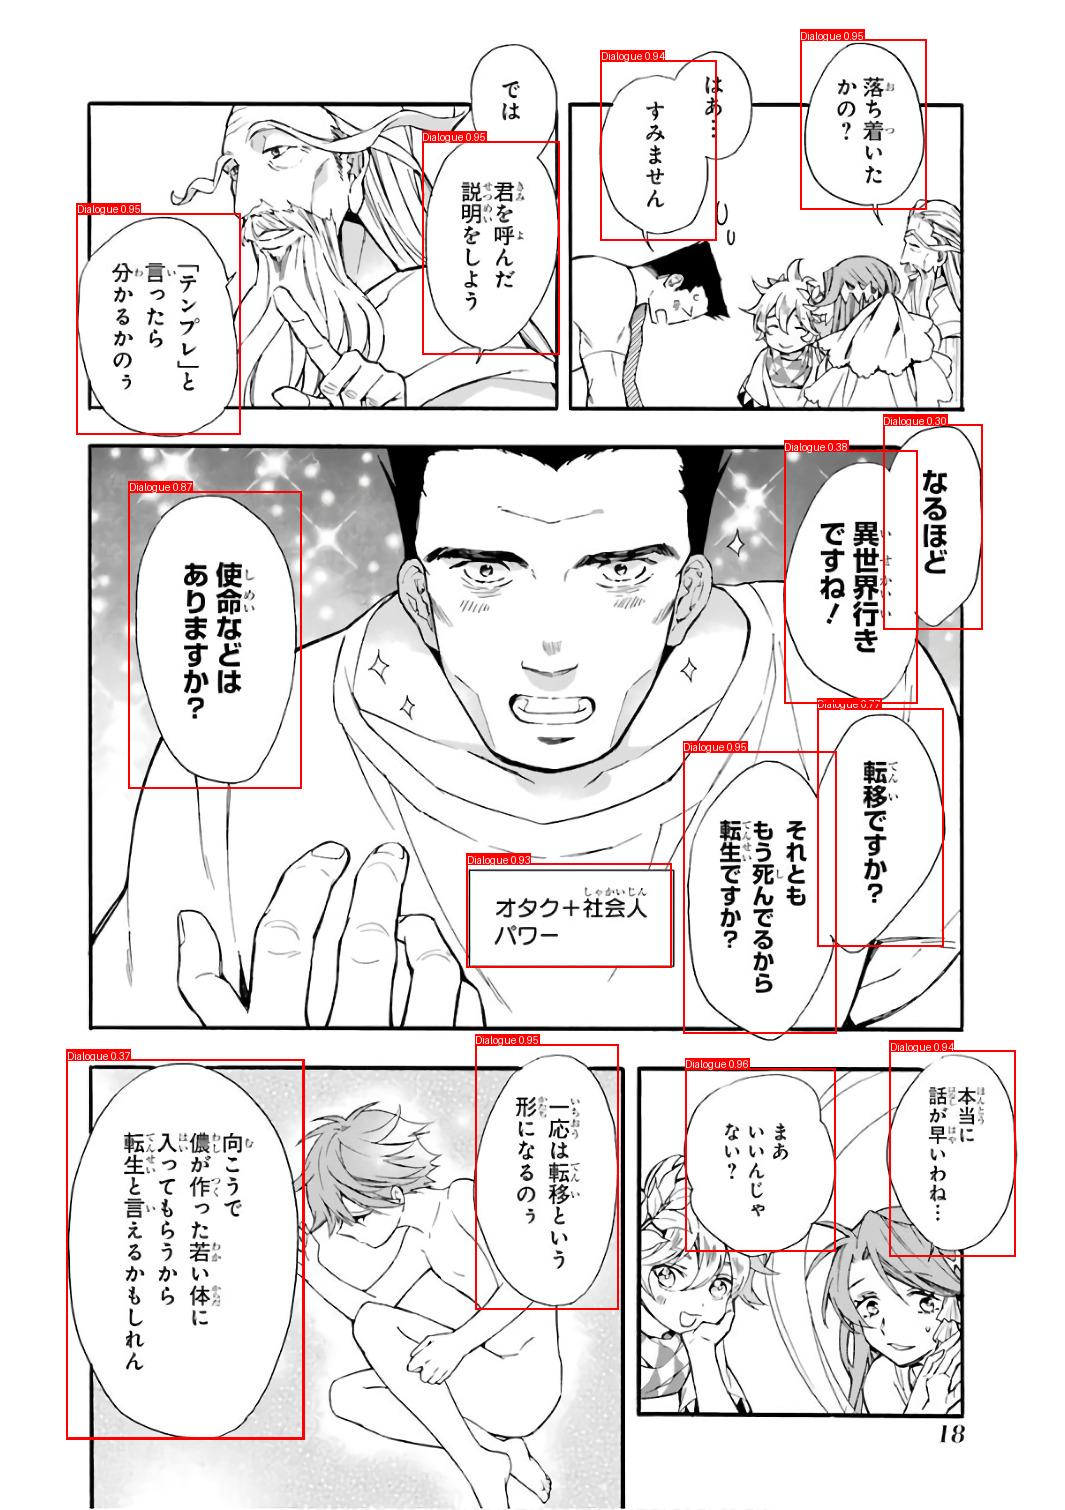 Dialogue 0.95
落ち着いた
かの?
はあ…
Dialogue 0.94
すみません
では
Dialogue 0.95
君を呼んだ
説明をしよう
Dialogue 0.95
「テンプレ」と
言ったら
分かるかのぅ
Dialogue 0.30
なるほど
Dialogue 0.38
異世界行き
ですね!
Dialogue 0.77
転移ですか?
Dialogue 0.95
それとも
もう死んでるから
転生ですか?
Dialogue 0.93
オタク+社会人
パワー
Dialogue 0.87
使命などは
ありますか?
Dialogue 0.94
本当に
話が早いわね…
Dialogue 0.96
まあ
いいんじゃ
ない?
Dialogue 0.95
一応は転移という
形になるのぅ
Dialogue 0.37
向こうで
儂が作った若い体に
入ってもらうから
転生と言えるかもしれん
18